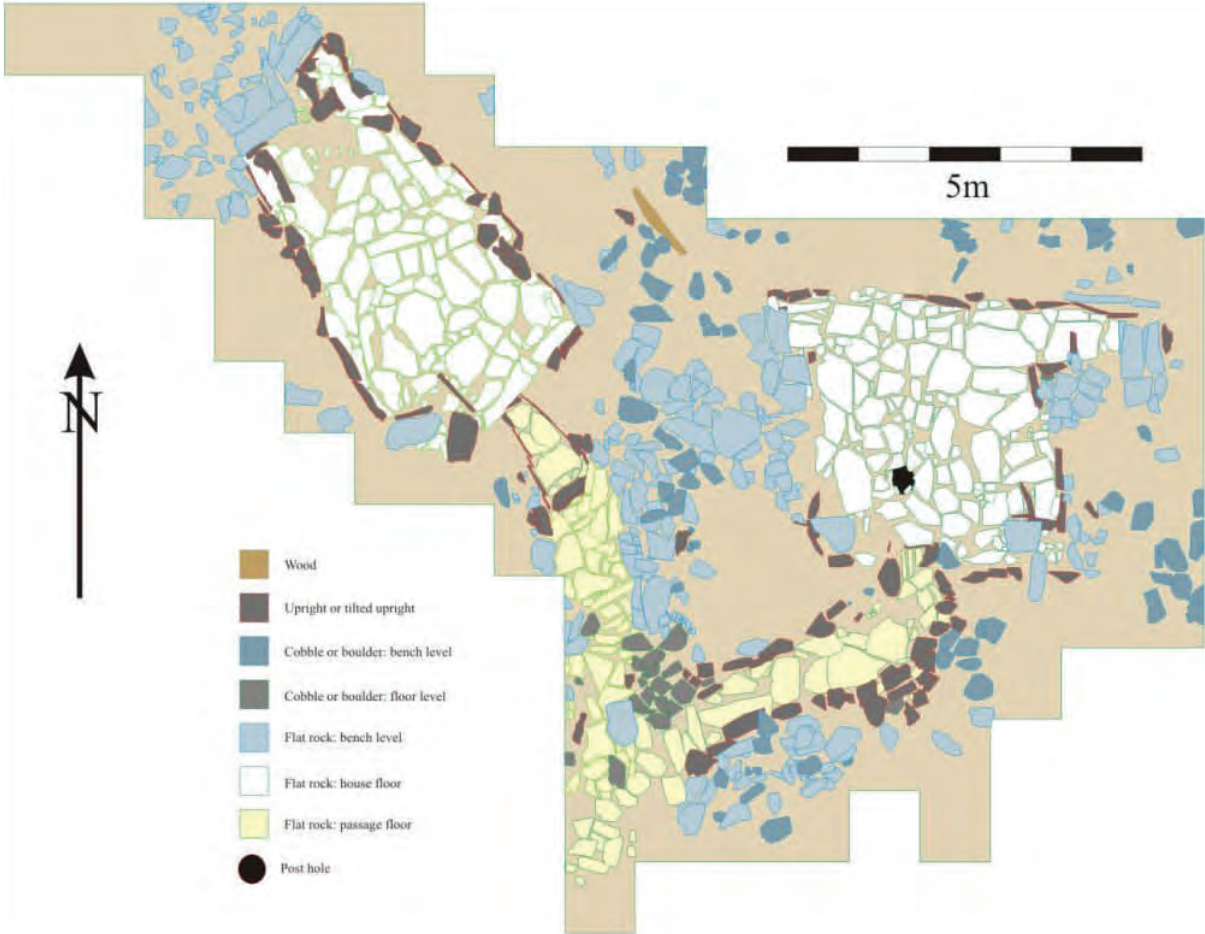 5m
N
Wood
Upright or tilted upright
Cobble or boulder: bench level
Cobble or boulder: floor level
Flat rock: bench level
Flat rock: house floor
Flat rock: passage floor
Post hole